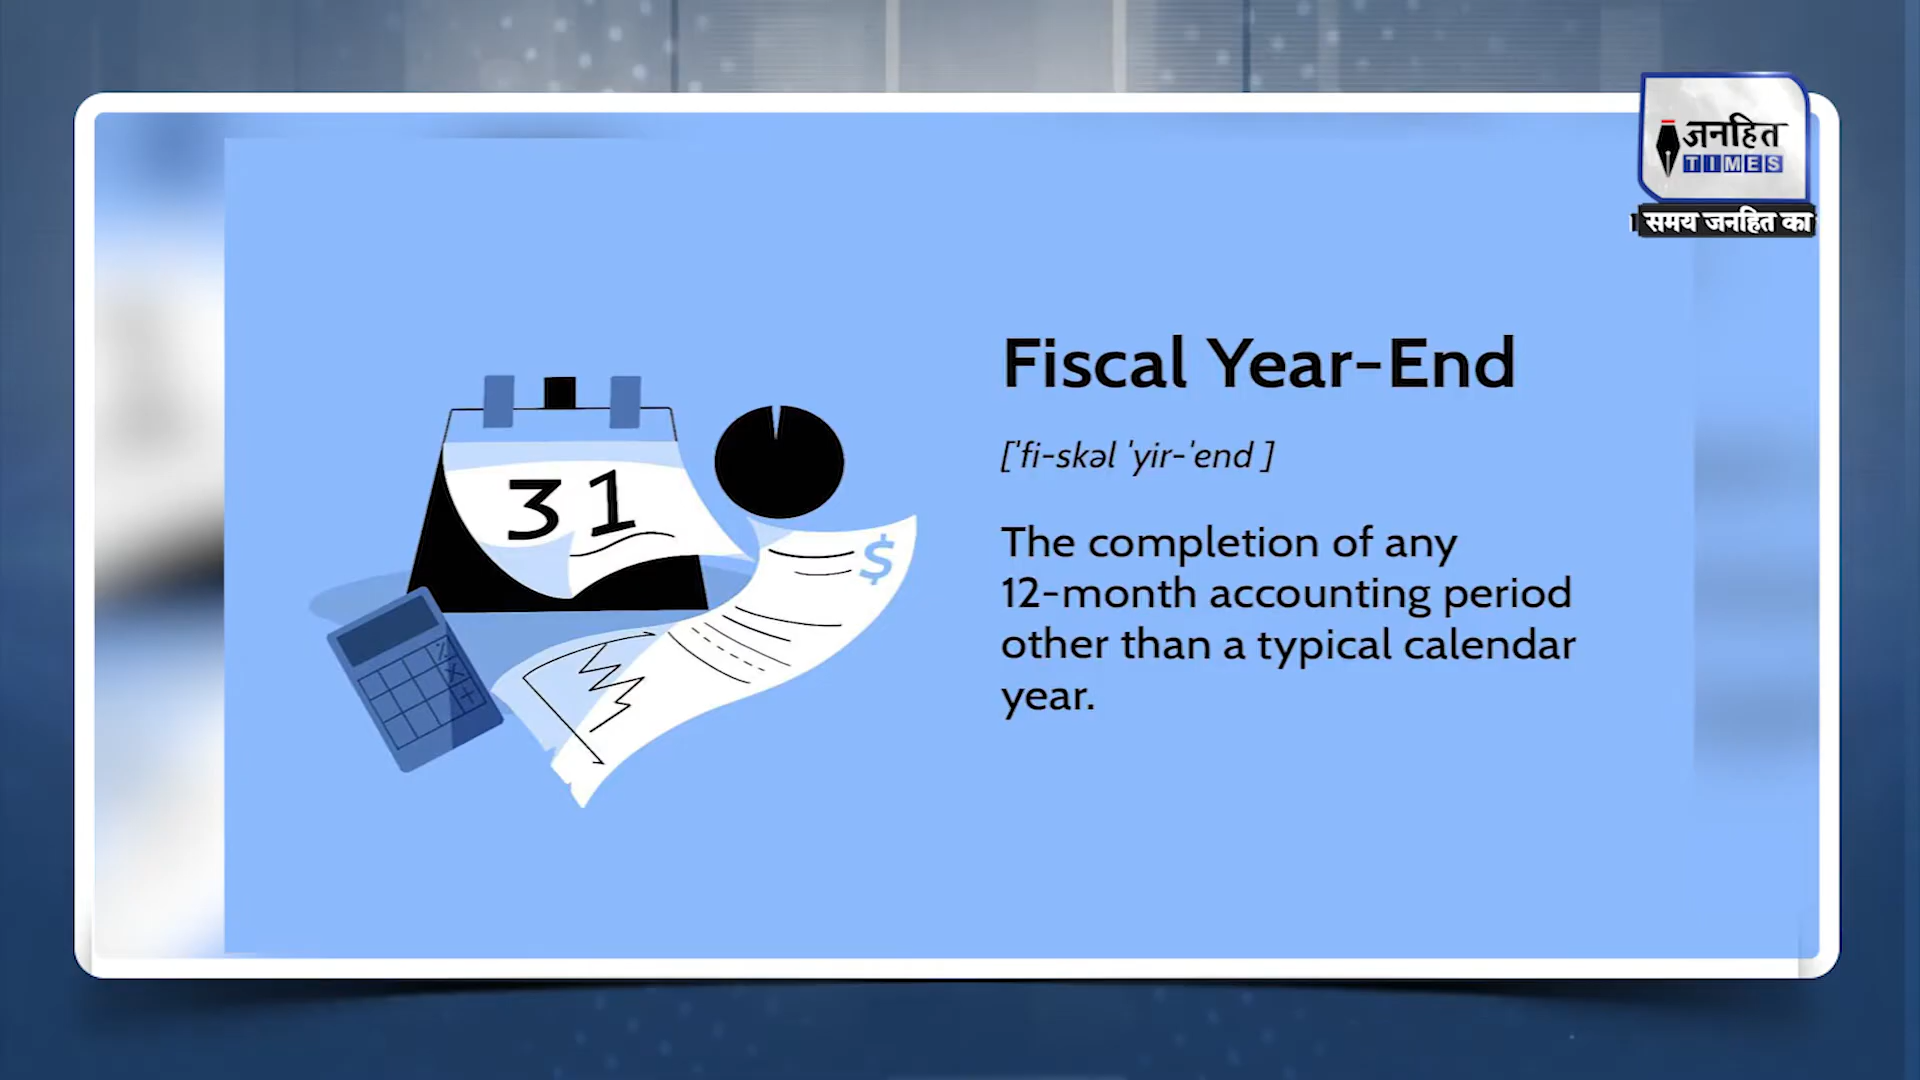 जनहित
TIMES
समय जनहित का
Fiscal Year-End
['fi-skəl 'yir-'end ]
The completion of any
12-month accounting period
other than a typical calendar
year.
31
$